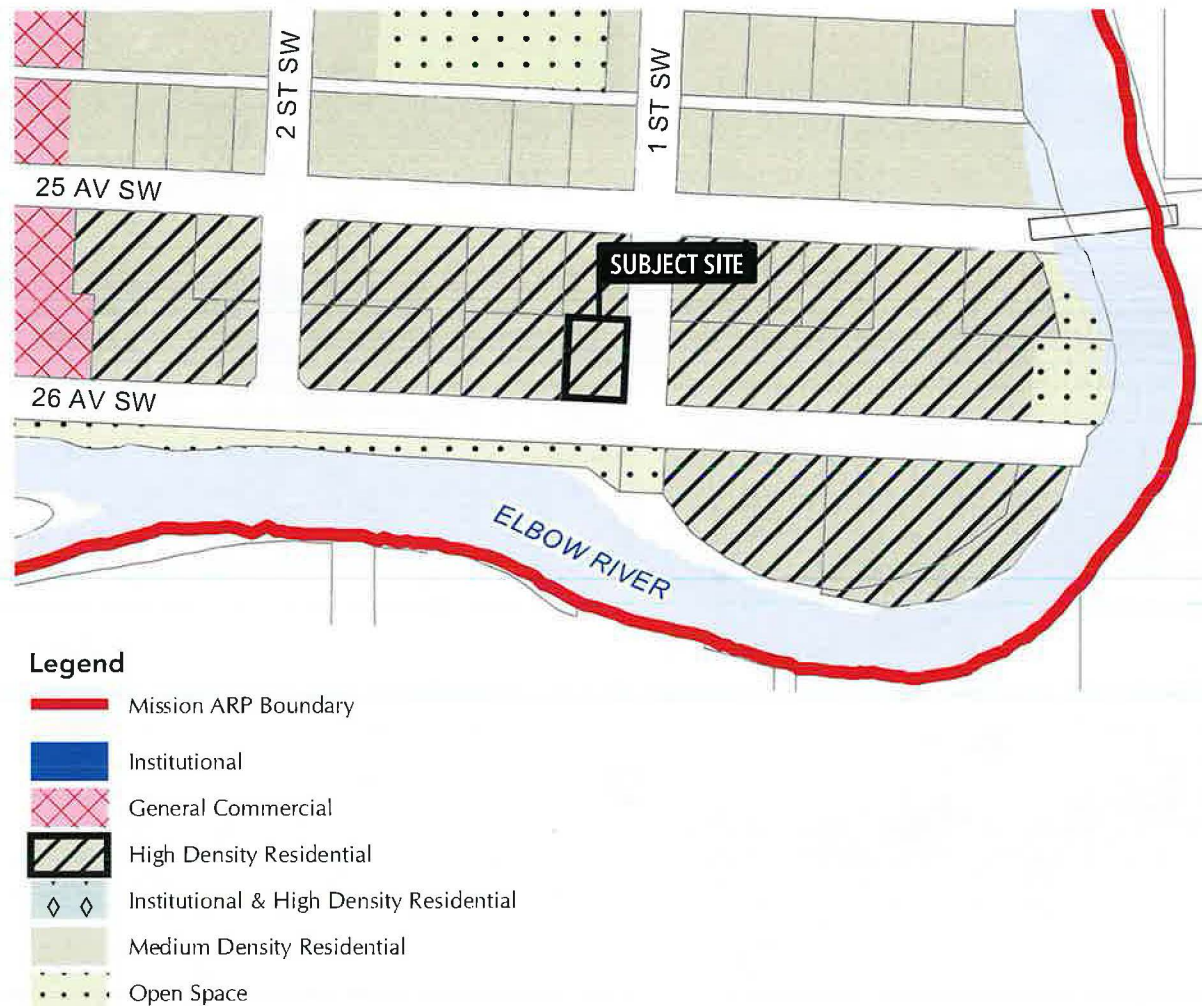 2 ST SW
1 ST SW
25 AV SW
SUBJECT SITE
26 AV SW
ELBOW RIVER
Legend
Mission ARP Boundary
Institutional
General Commercial
High Density Residential
Institutional & High Density Residential
Medium Density Residential
Open Space